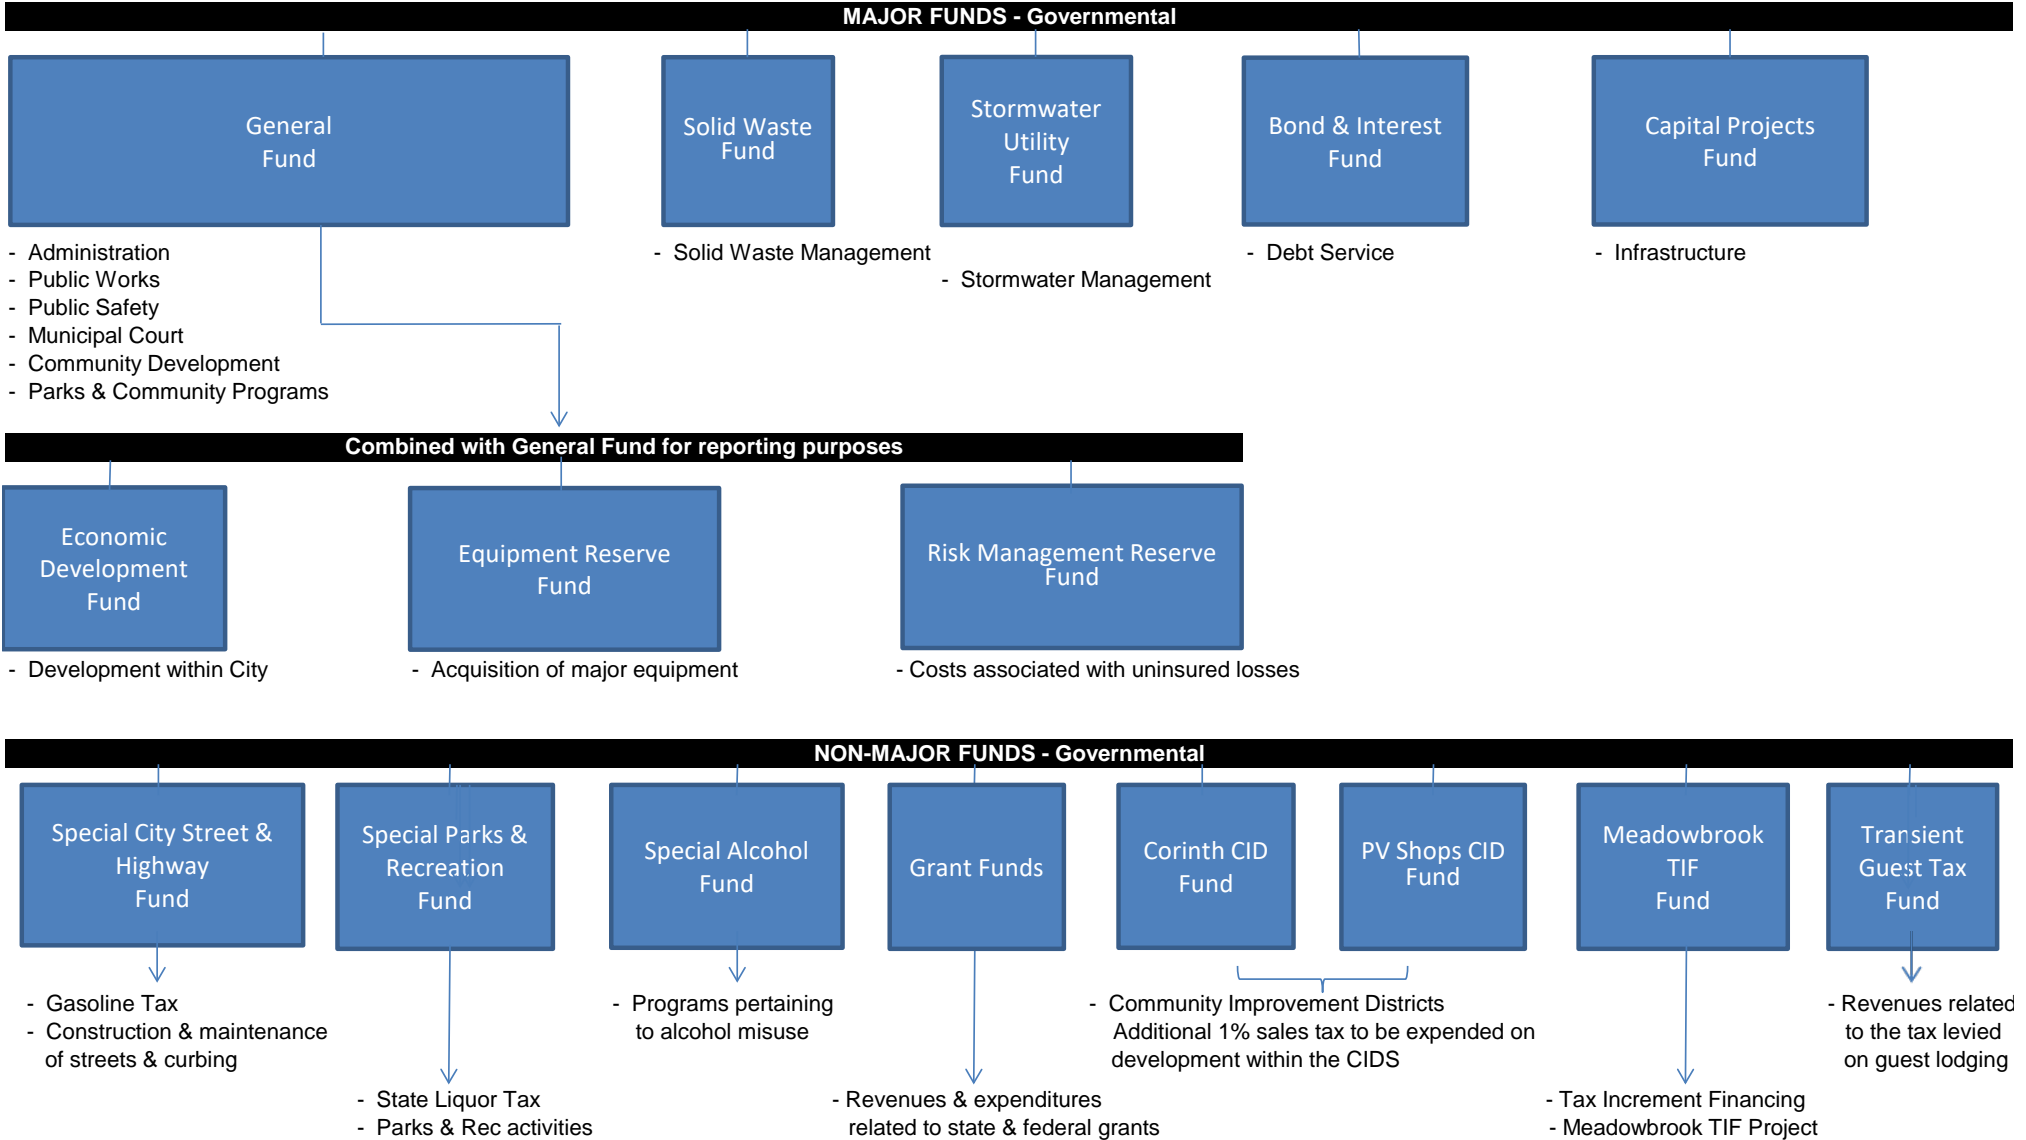 MAJOR FUNDS - Governmental
General
Fund
Solid Waste
Fund
Stormwater
Utility
Fund
Bond & Interest
Fund
Capital Projects
Fund
- Administration
- Public Works
- Public Safety
- Municipal Court
- Community Development
- Parks & Community Programs
- Solid Waste Management
- Stormwater Management
- Debt Service
- Infrastructure
Combined with General Fund for reporting purposes
Economic
Development
Fund
Equipment Reserve
Fund
Risk Management Reserve
Fund
- Development within City
- Acquisition of major equipment
- Costs associated with uninsured losses
NON-MAJOR FUNDS - Governmental
Special City Street &
Highway
Fund
Special Parks &
Recreation
Fund
Special Alcohol
Fund
Grant Funds
Corinth CID
Fund
PV Shops CID
Fund
Meadowbrook
TIF
Fund
Transient
Guest Tax
Fund
- Gasoline Tax
- Construction & maintenance
of streets & curbing
- State Liquor Tax
- Parks & Rec activities
- Programs pertaining
to alcohol misuse
- Revenues & expenditures
related to state & federal grants
- Community Improvement Districts
Additional 1% sales tax to be expended on
development within the CIDS
- Tax Increment Financing
- Meadowbrook TIF Project
- Revenues related
to the tax levied
on guest lodging